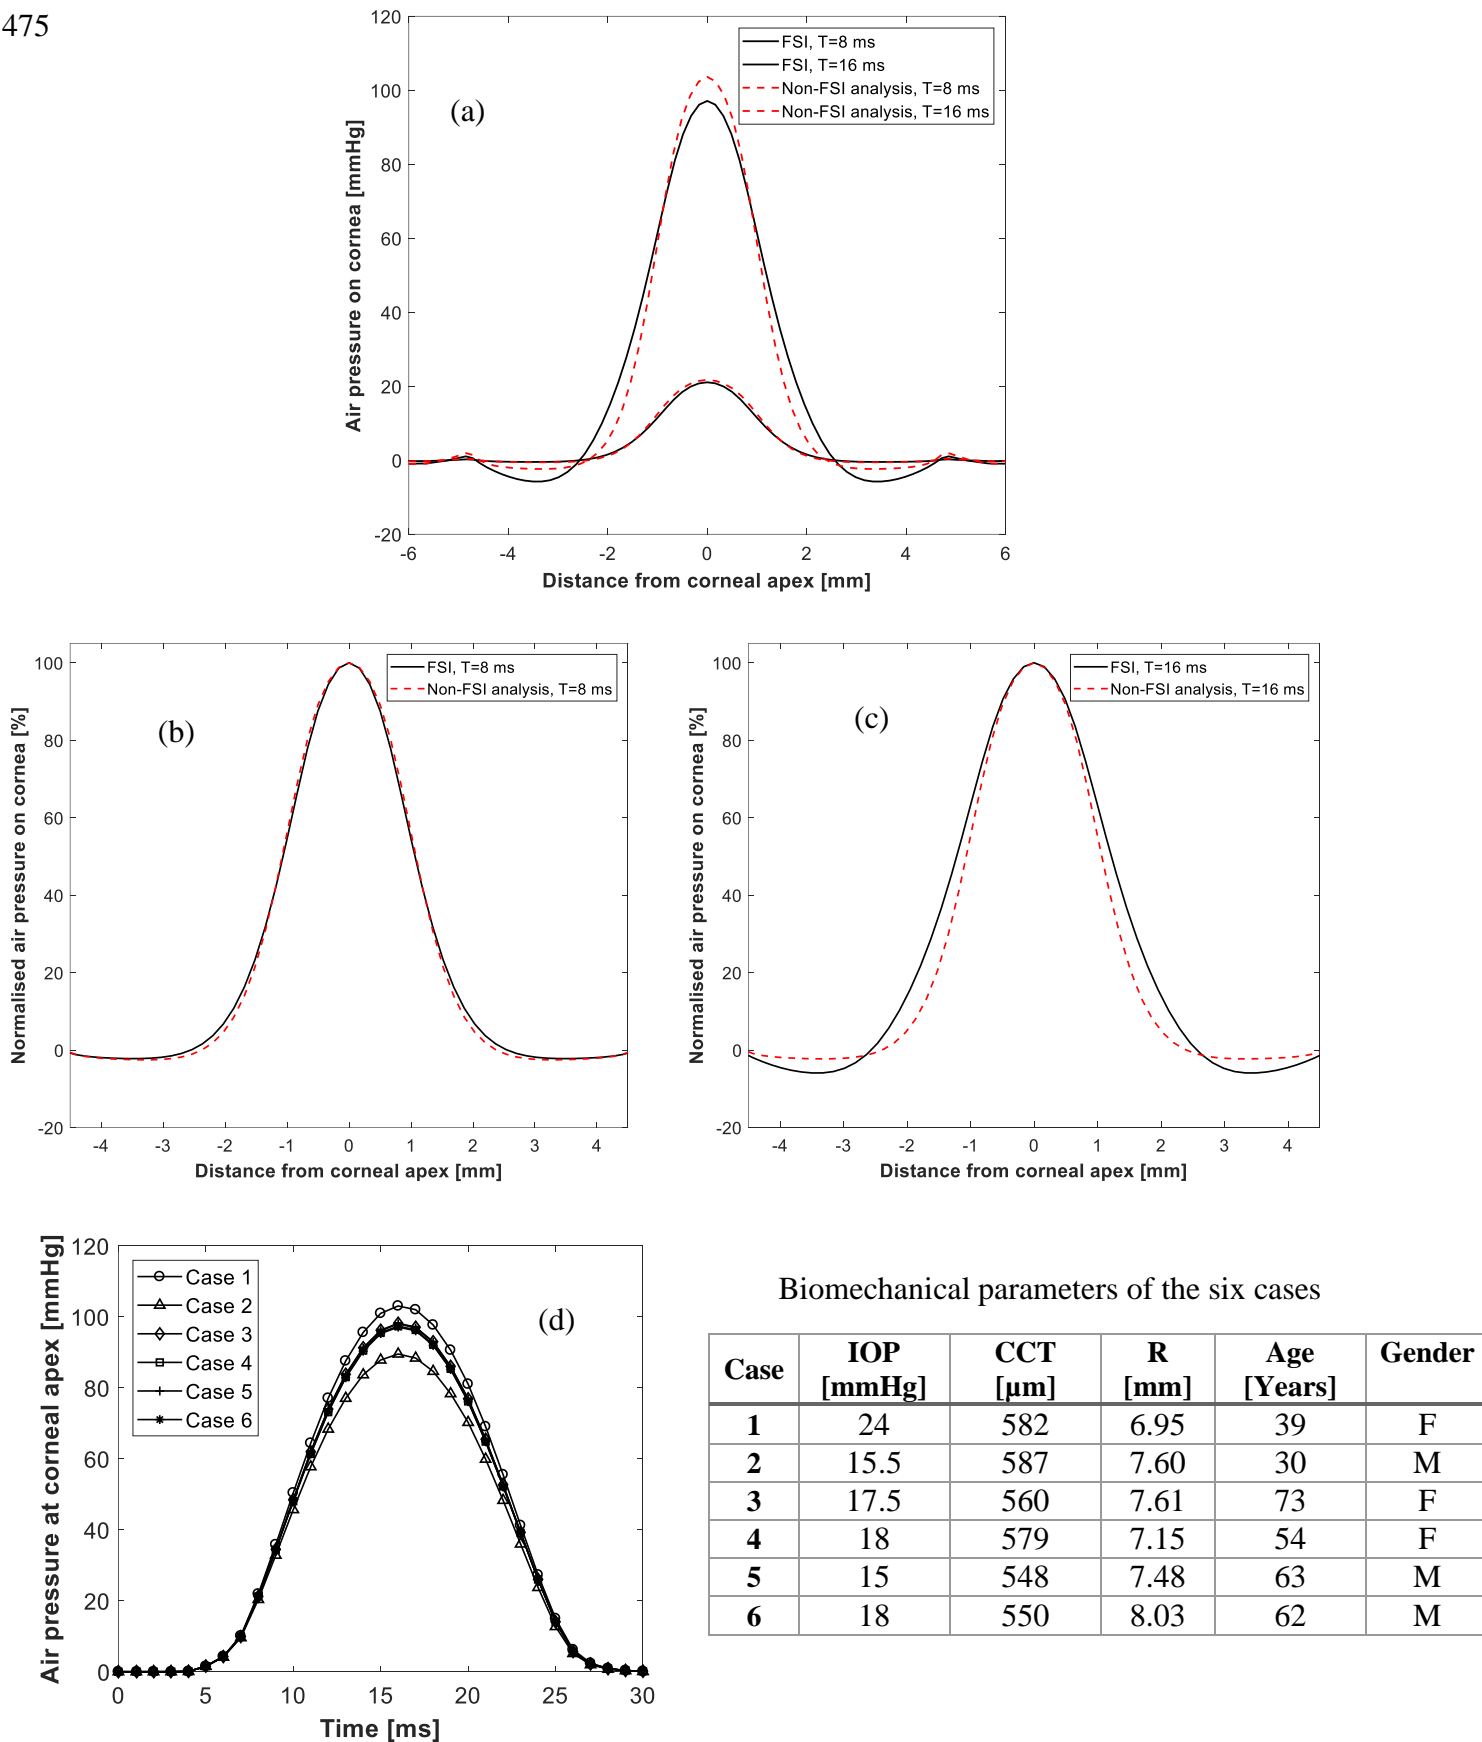 475
120
100
80
60
40
20
0
-20
-6
-4
-2
0
2
4
6
Air pressure on cornea [mmHg]
Distance from corneal apex [mm]
(a)
FSI, T=8 ms
FSI, T=16 ms
Non-FSI analysis, T=8 ms
Non-FSI analysis, T=16 ms
100
80
60
40
20
0
-20
-4
-3
-2
-1
0
1
2
3
4
Normalised air pressure on cornea [%]
Distance from corneal apex [mm]
(b)
FSI, T=8 ms
Non-FSI analysis, T=8 ms
100
80
60
40
20
0
-20
-4
-3
-2
-1
0
1
2
3
4
Normalised air pressure on cornea [%]
Distance from corneal apex [mm]
(c)
FSI, T=16 ms
Non-FSI analysis, T=16 ms
120
100
80
60
40
20
0
0
5
10
15
20
25
30
Air pressure at corneal apex [mmHg]
Time [ms]
(d)
Case 1
Case 2
Case 3
Case 4
Case 5
Case 6
Biomechanical parameters of the six cases
Case IOP [mmHg] CCT [µm] R [mm] Age [Years] Gender
1 24 582 6.95 39 F
2 15.5 587 7.60 30 M
3 17.5 560 7.61 73 F
4 18 579 7.15 54 F
5 15 548 7.48 63 M
6 18 550 8.03 62 M